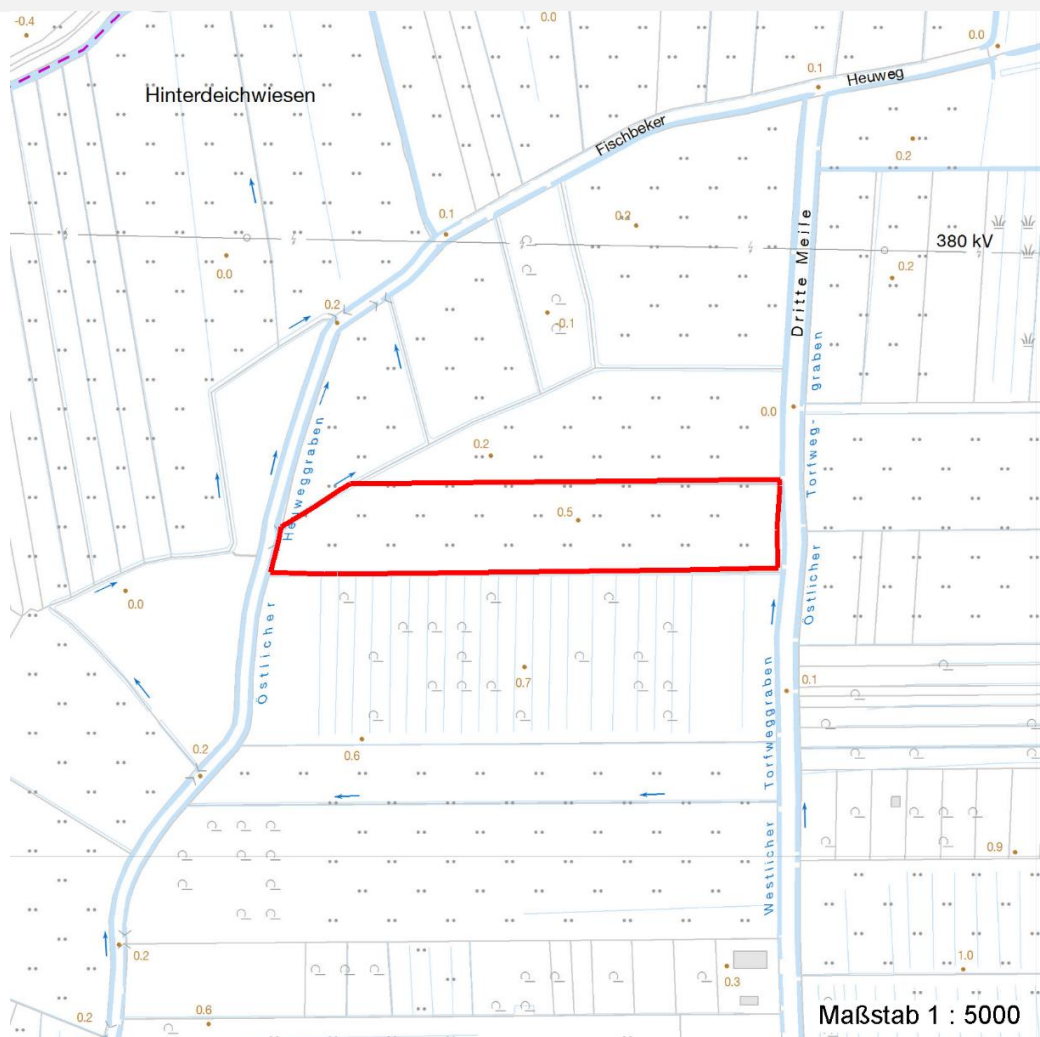 -0.4
0.0
0.0
Hinterdeichwiesen
0.1
Heuweg
Fischbeker
0.2
0.1
0.2
380 kV
0.0
0.2
Dritte Meile
0.2
-0.1
graben
0.0
Torfweg-
0.2
Heuweggraben
0.5
Östlicher
0.0
Östlicher
0.7
0.1
Torfweggraben
0.6
0.2
Westlicher
0.9
0.2
0.3
1.0
0.2
0.6
Maßstab 1 : 5000